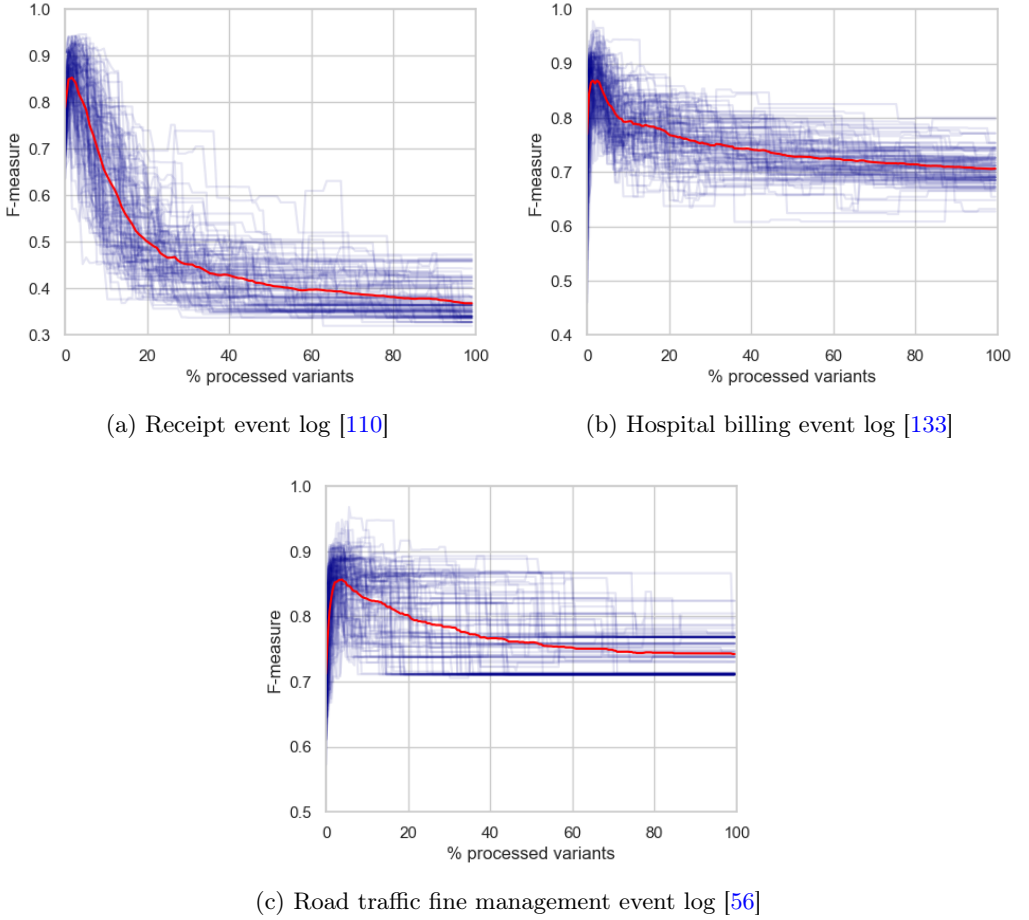 1.0
0.9
0.8
0.7
0.6
0.5
0.4
0.3
F-measure
0 20 40 60 80 100
% processed variants
(a) Receipt event log [110]
1.0
0.9
0.8
0.7
0.6
0.5
0.4
F-measure
0 20 40 60 80 100
% processed variants
(b) Hospital billing event log [133]
1.0
0.9
0.8
0.7
0.6
0.5
F-measure
0 20 40 60 80 100
% processed variants
(c) Road traffic fine management event log [56]